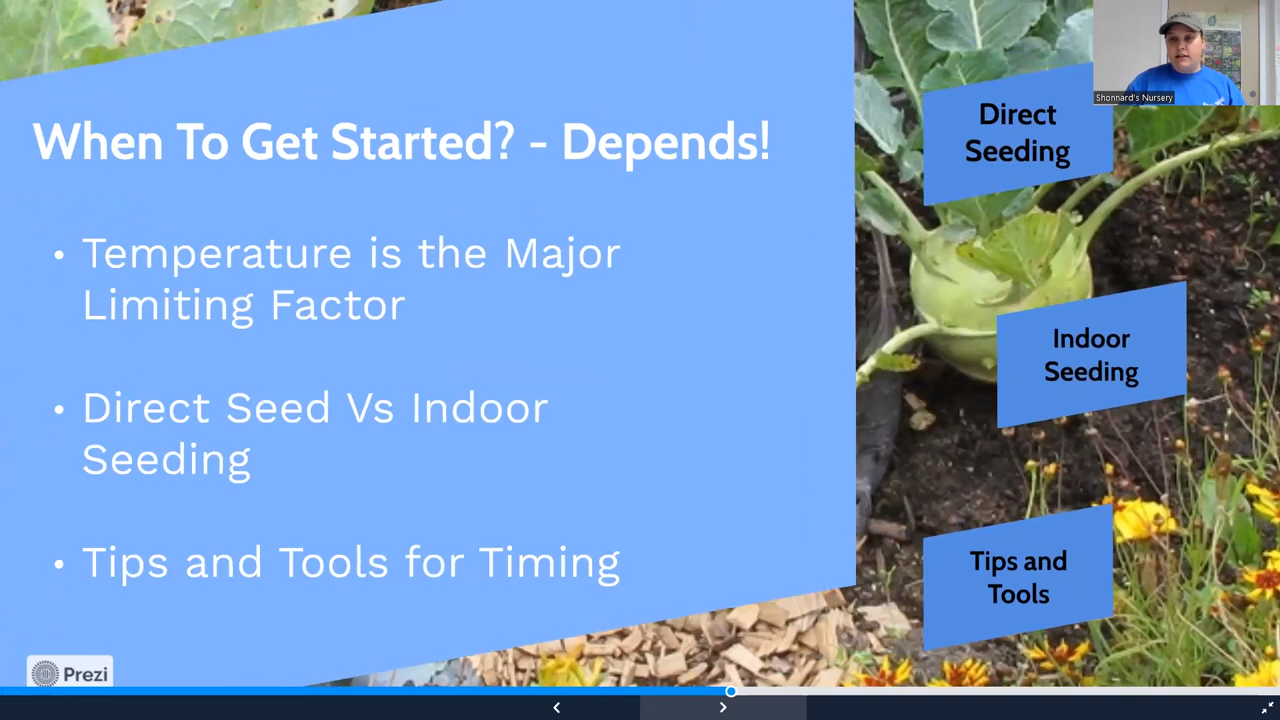 When To Get Started? - Depends!
• Temperature is the Major
Limiting Factor
• Direct Seed Vs Indoor
Seeding
• Tips and Tools for Timing
Direct
Seeding
Indoor
Seeding
Tips and
Tools
Shonnard's Nursery
Prezi